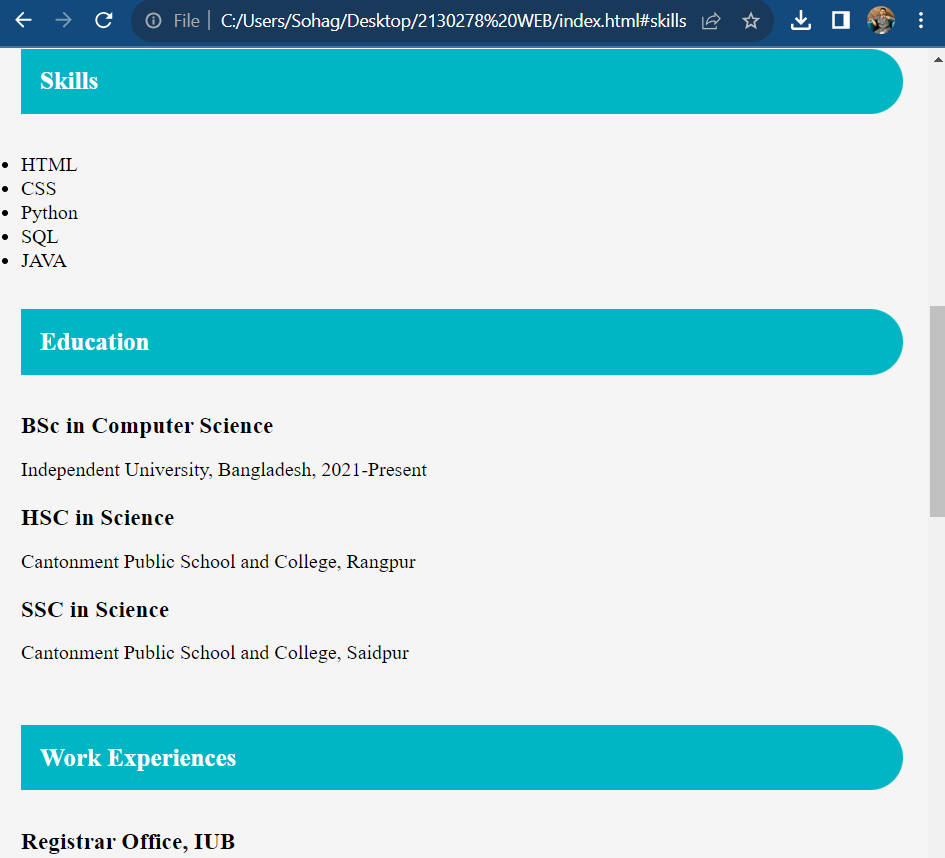 File | C:/Users/Sohag/Desktop/2130278%20WEB/index.html#skills
Skills
• HTML
• CSS
• Python
• SQL
• JAVA
Education
BSc in Computer Science
Independent University, Bangladesh, 2021-Present
HSC in Science
Cantonment Public School and College, Rangpur
SSC in Science
Cantonment Public School and College, Saidpur
Work Experiences
Registrar Office, IUB